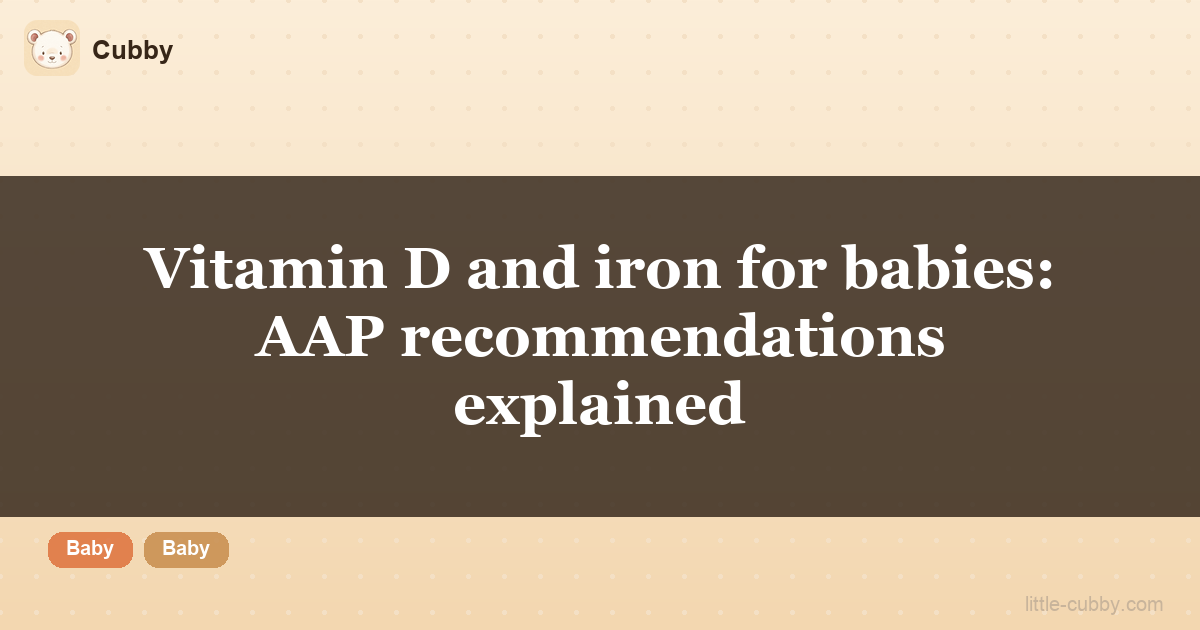 Cubby
Vitamin D and iron for babies:
AAP recommendations
explained
Baby
Baby
little-cubby.com